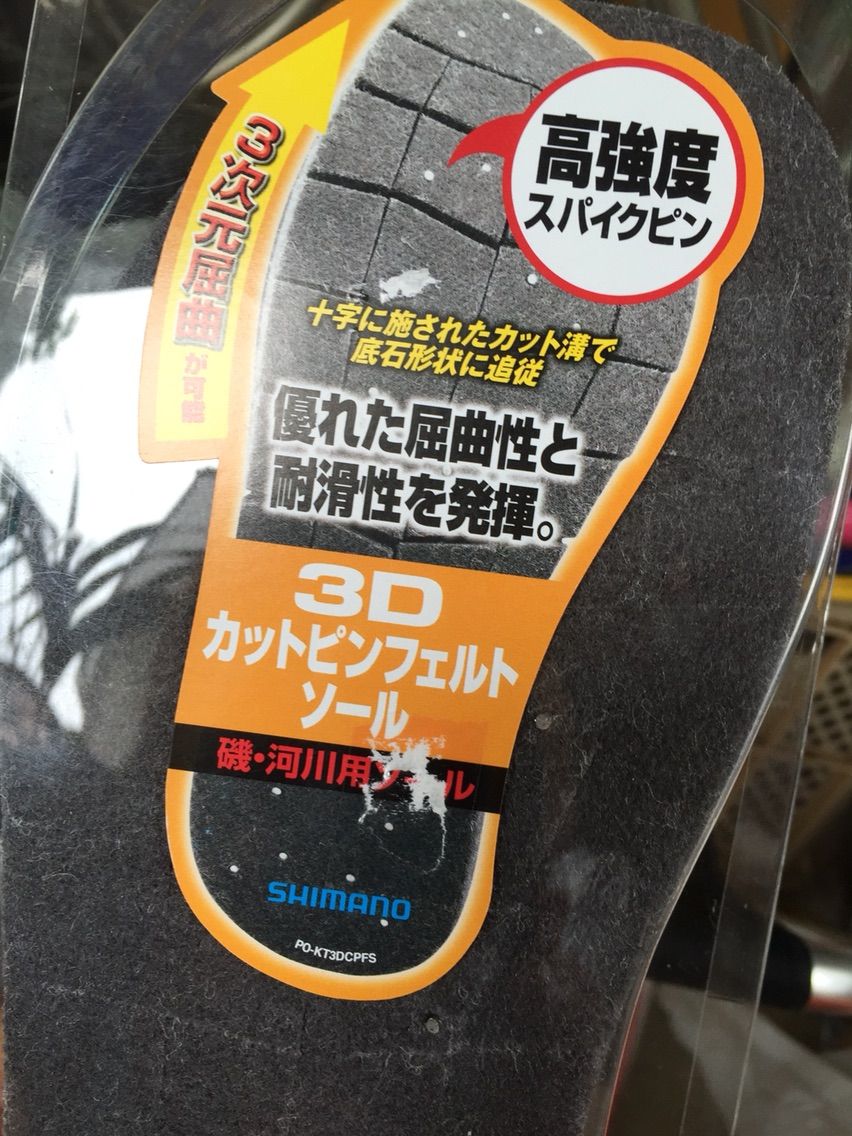 高強度
スパイクピン
3次元屈曲が可能
十字に施されたカット溝で
底石形状に追従
優れた屈曲性と
耐滑性を発揮。
3D
カットピンフェルト
ソール
磯・河川用ソール
SHIMANO
PO-KT3DCPFS